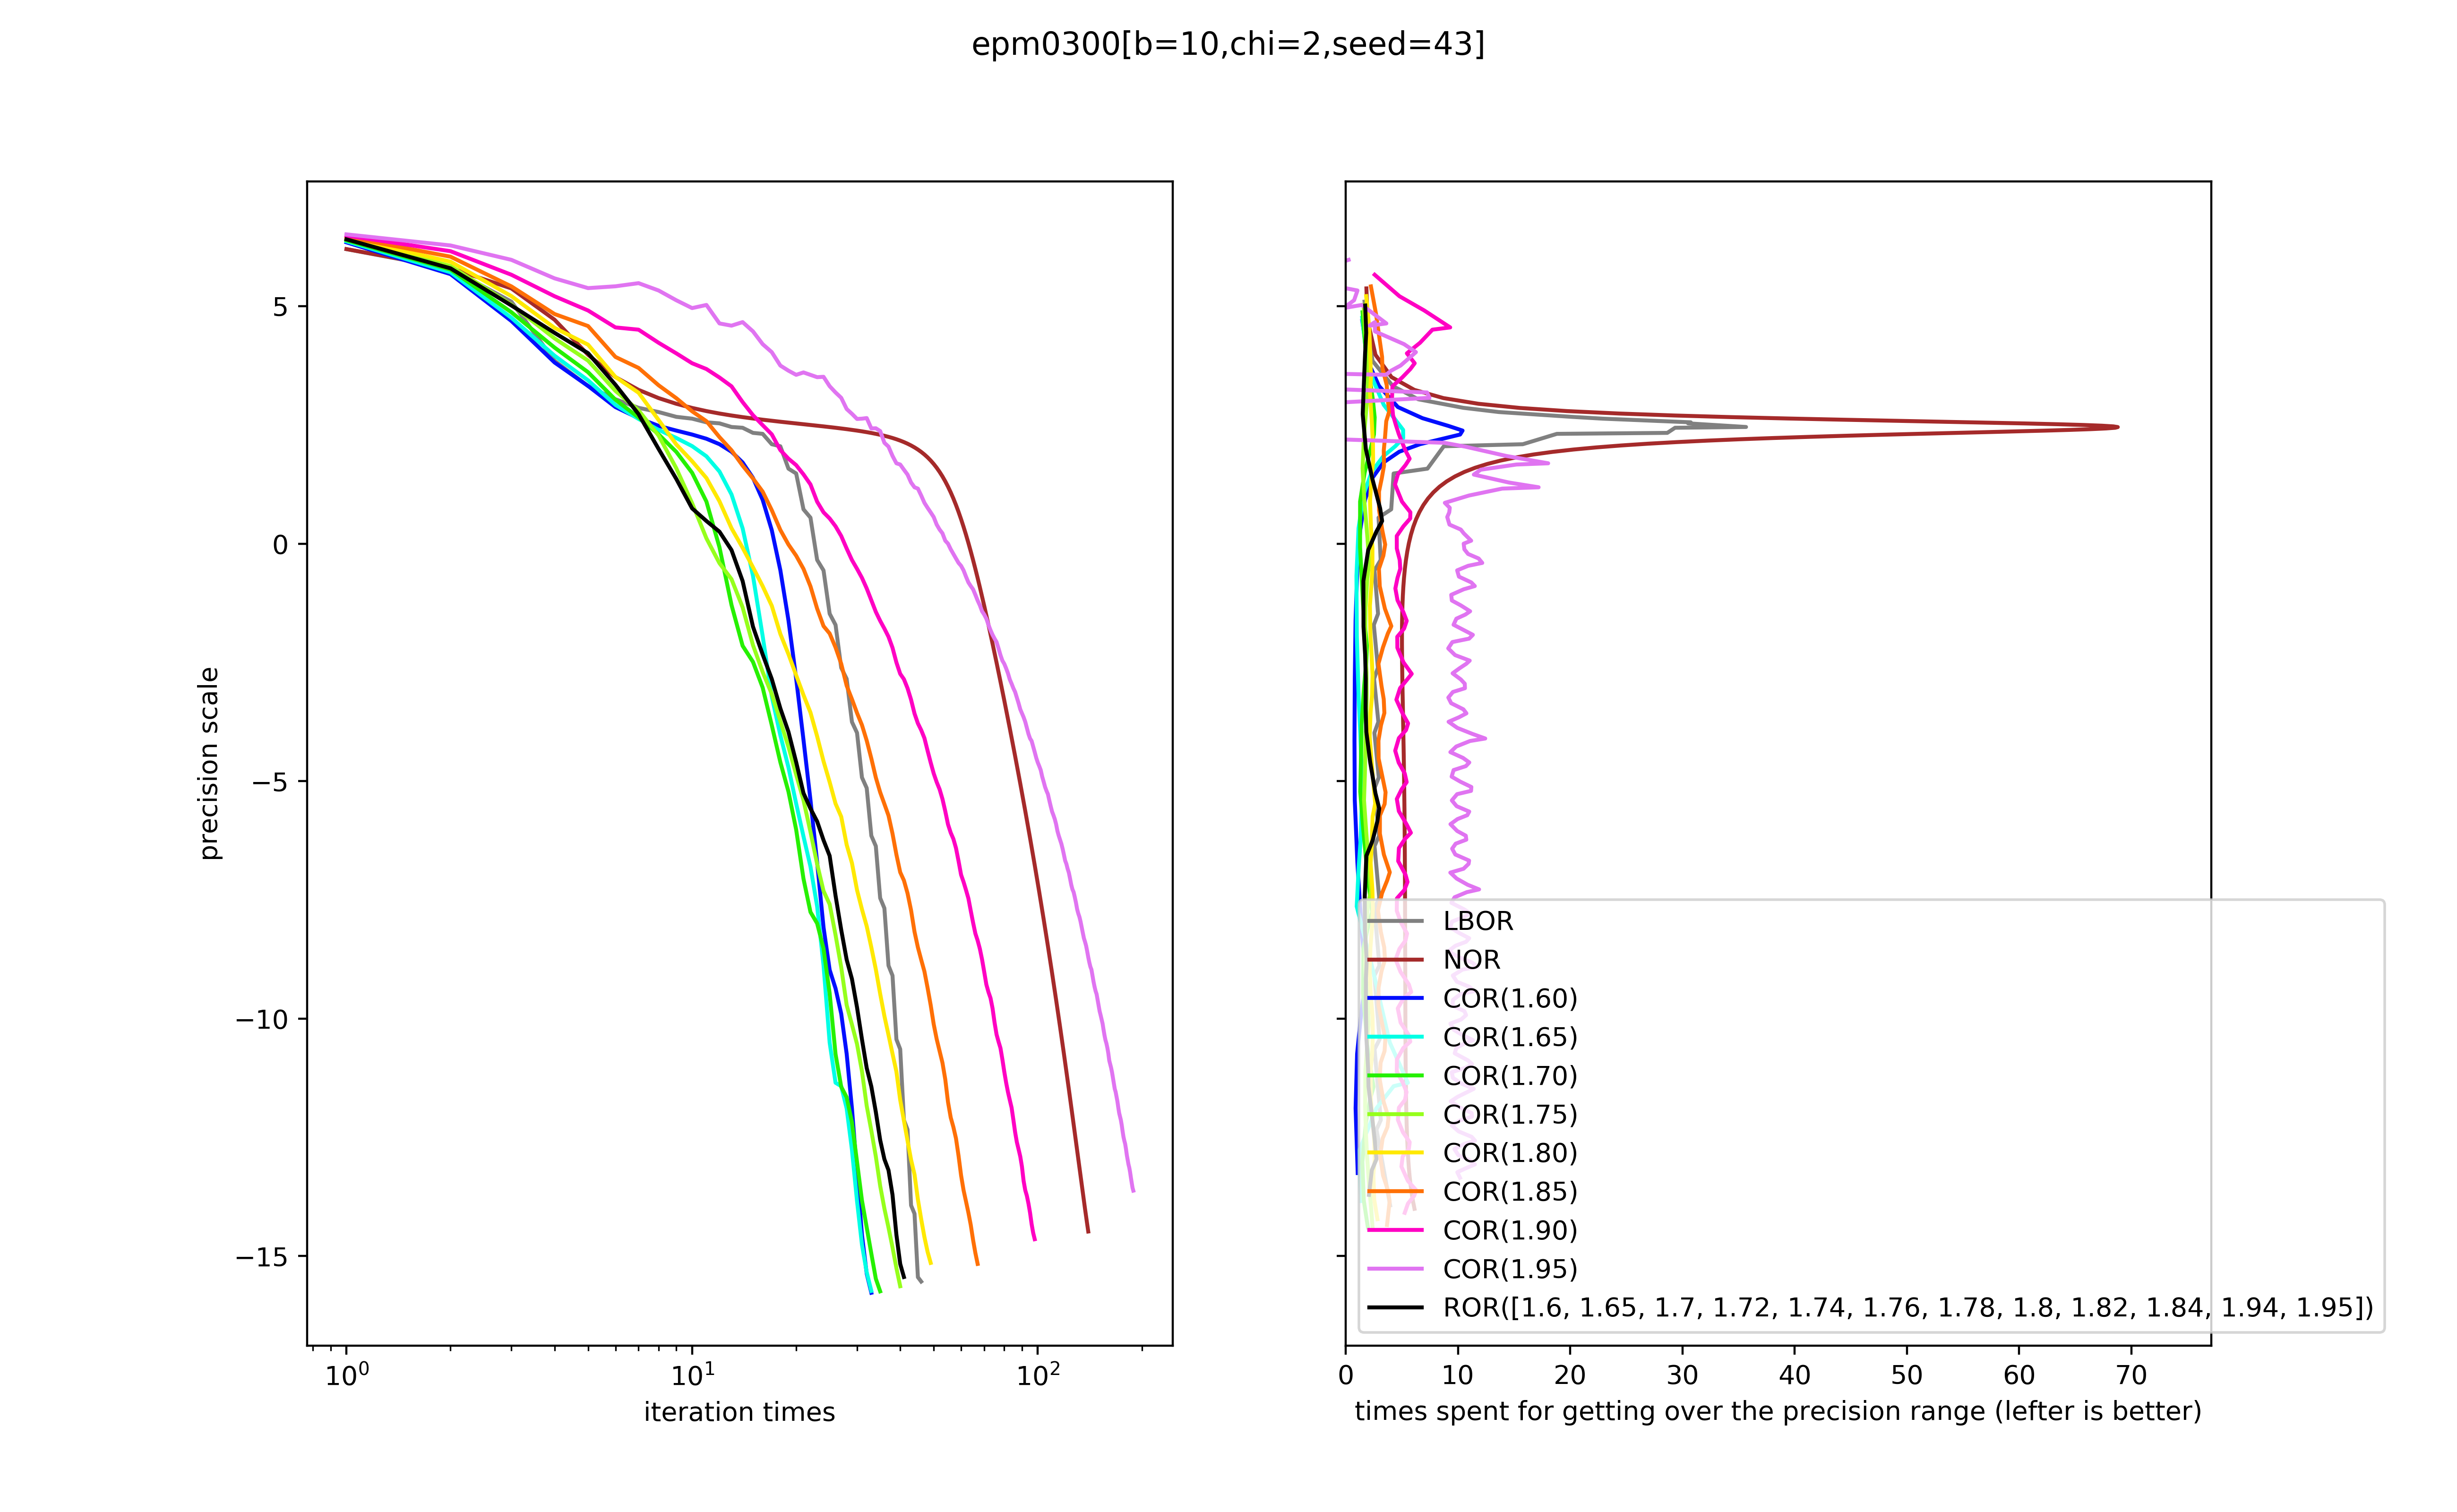 epm0300[b=10,chi=2,seed=43]
precision scale
5
0
−5
−10
−15
10⁰
10¹
10²
iteration times
0 10 20 30 40 50 60 70
times spent for getting over the precision range (lefter is better)
LBOR
NOR
COR(1.60)
COR(1.65)
COR(1.70)
COR(1.75)
COR(1.80)
COR(1.85)
COR(1.90)
COR(1.95)
ROR([1.6, 1.65, 1.7, 1.72, 1.74, 1.76, 1.78, 1.8, 1.82, 1.84, 1.94, 1.95])